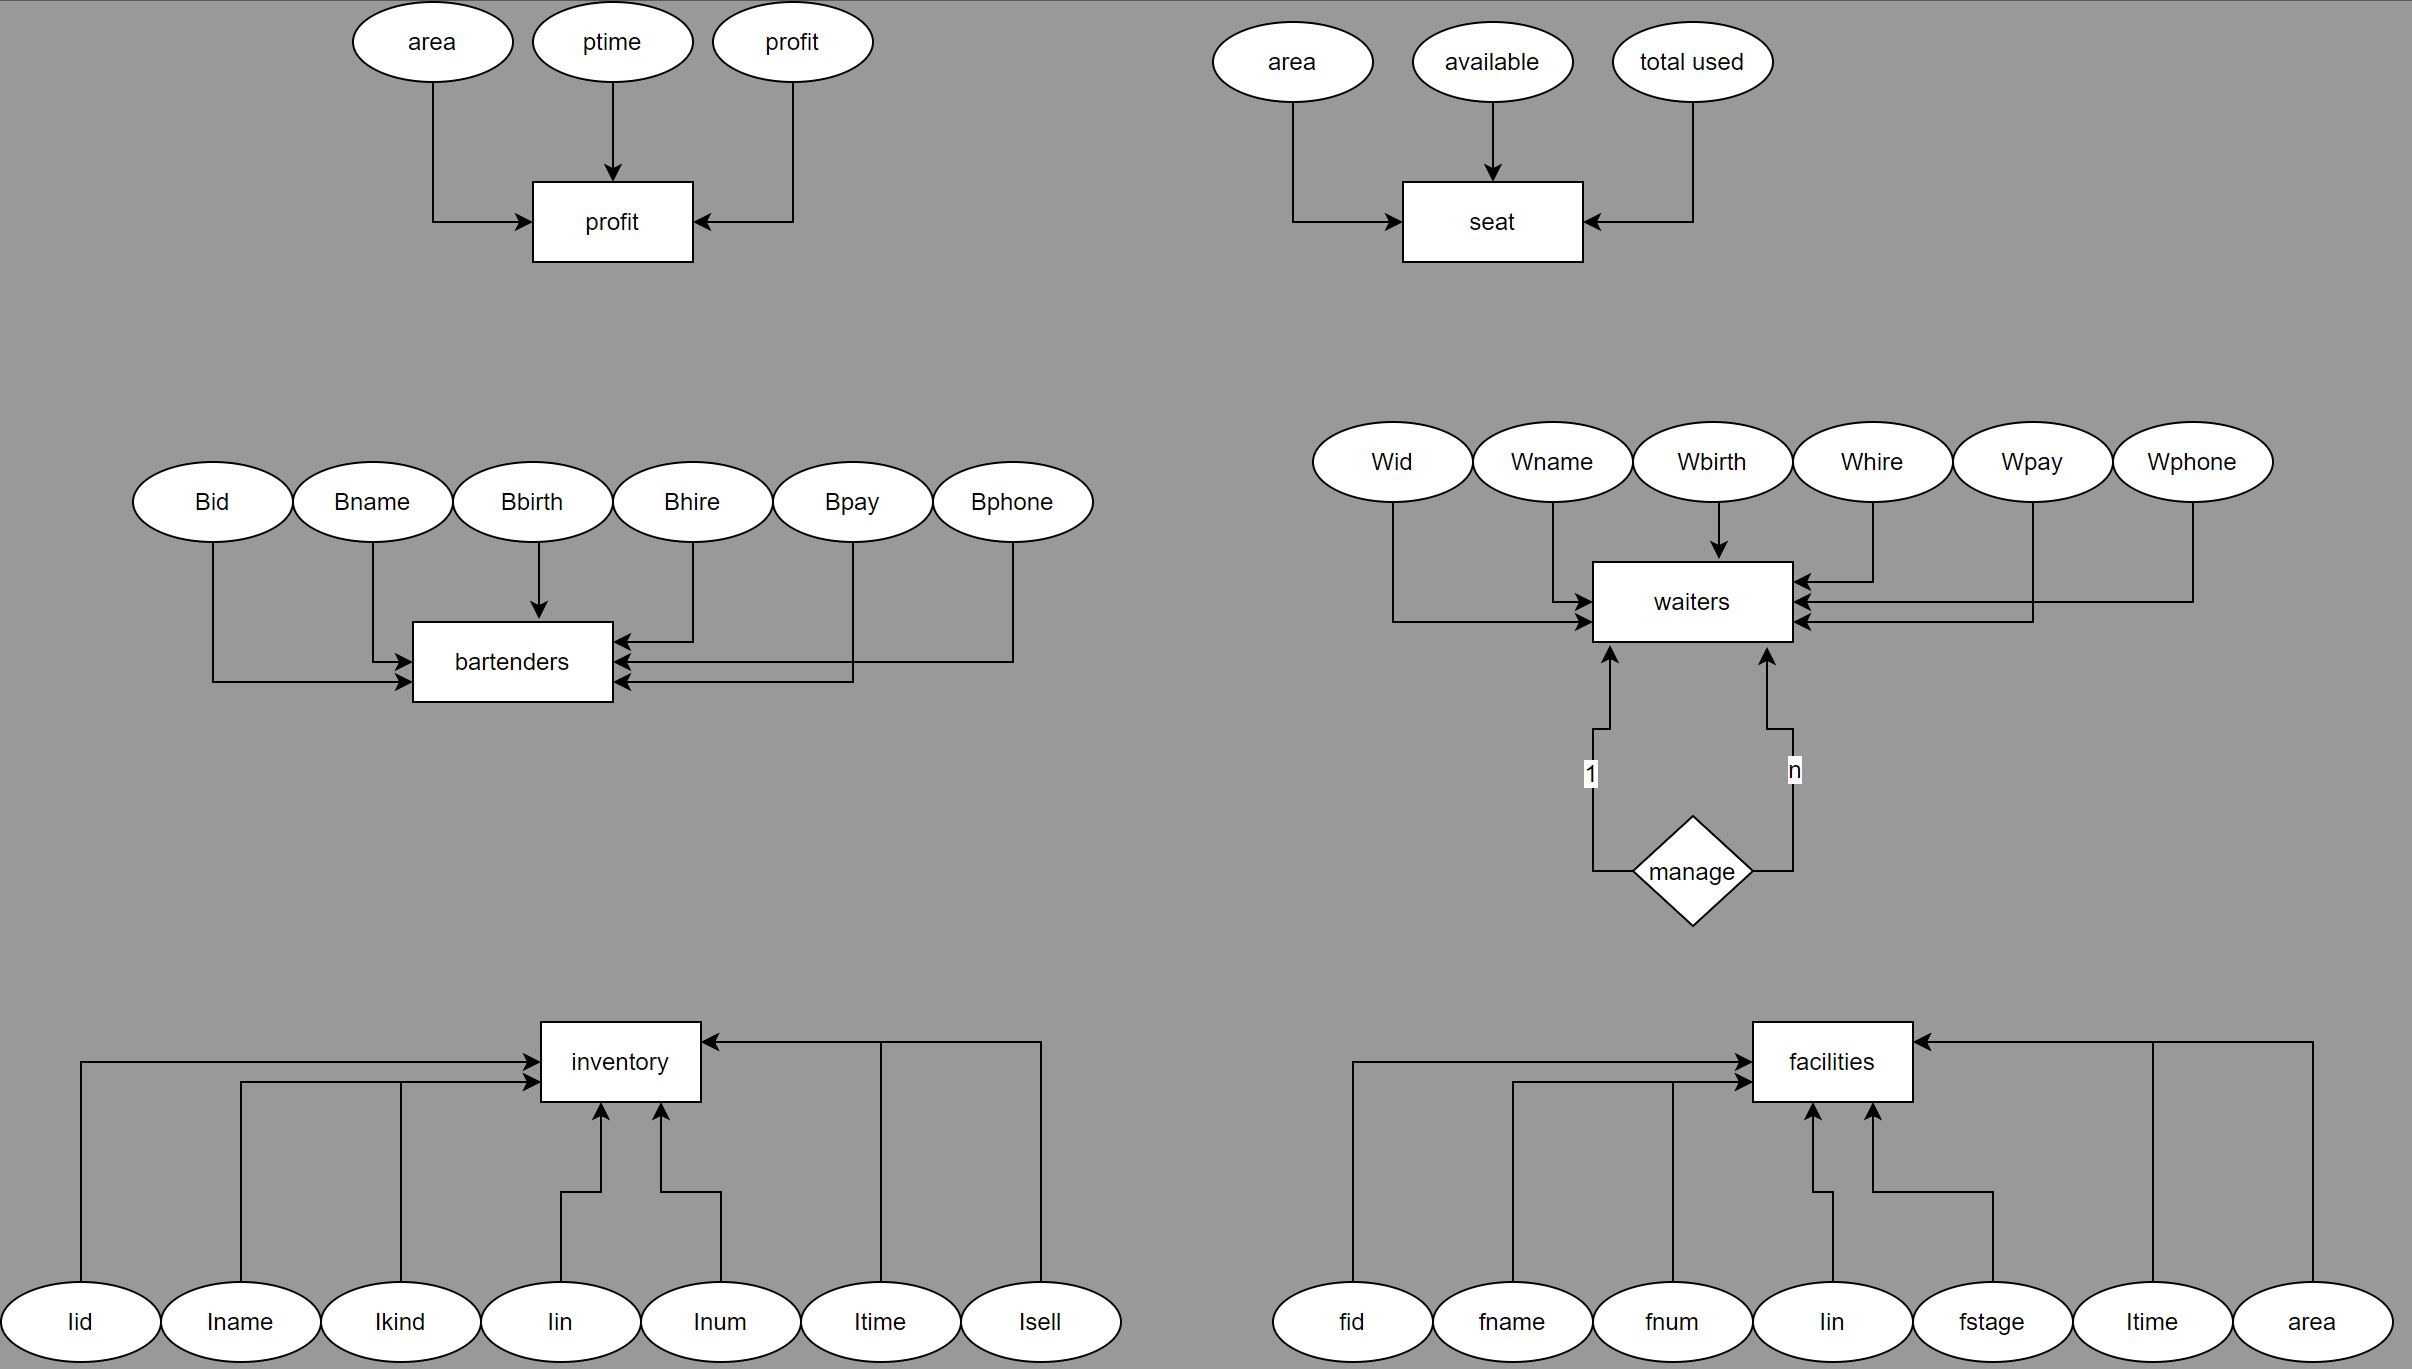 area
ptime
profit
profit
area
available
total used
seat
Bid
Bname
Bbirth
Bhire
Bpay
Bphone
bartenders
Wid
Wname
Wbirth
Whire
Wpay
Wphone
waiters
1
n
manage
inventory
Iid
Iname
Ikind
Iin
Inum
Itime
Isell
facilities
fid
fname
fnum
Iin
fstage
Itime
area